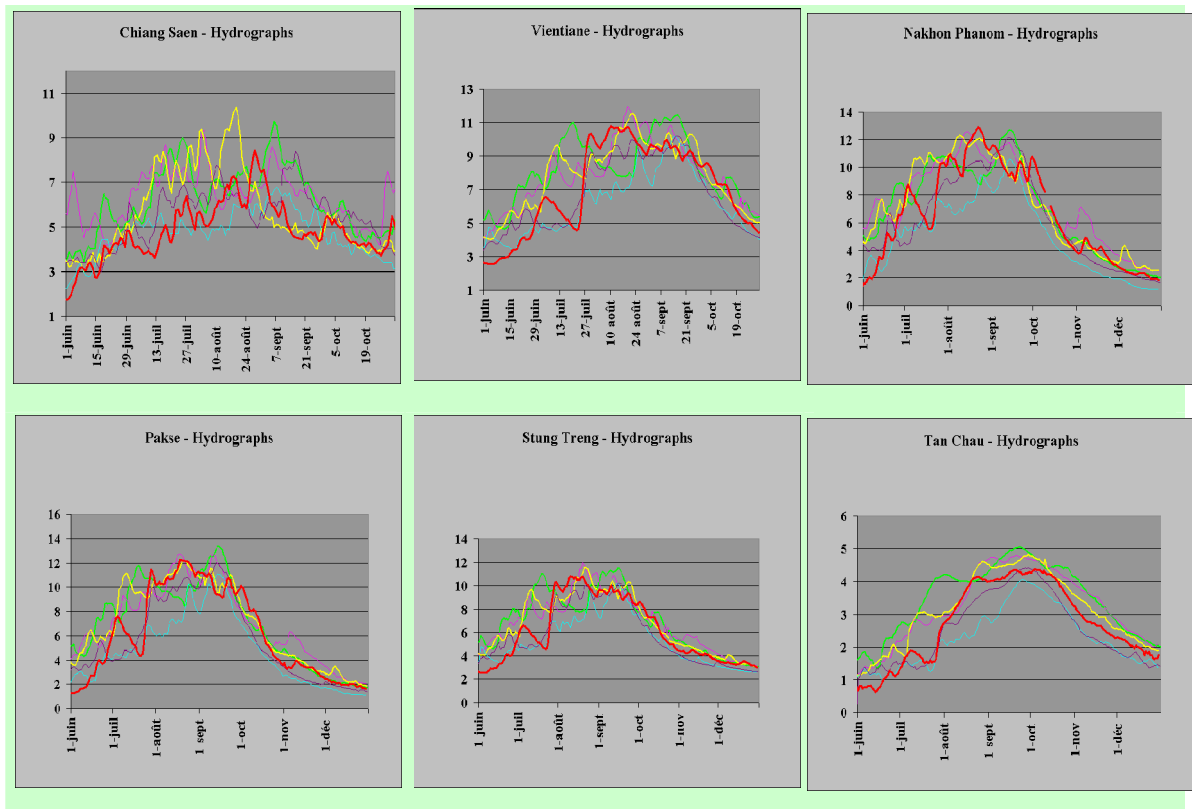 Chiang Saen - Hydrographs
11
9
7
5
3
1
1-juin
15-juin
29-juin
13-juil
27-juil
10-août
24-août
7-sept
21-sept
5-oct
19-oct
Vientiane - Hydrographs
13
11
9
7
5
3
1
1-juin
15-juin
29-juin
13-juil
27-juil
10 août
24 août
7-sept
21-sept
5-oct
19-oct
Nakhon Phanom - Hydrographs
14
12
10
8
6
4
2
0
1-juin
1-juil
1-août
1-sept
1-oct
1-nov
1-déc
Pakse - Hydrographs
16
14
12
10
8
6
4
2
0
1-juin
1-juil
1-août
1 sept
1-oct
1-nov
1-déc
Stung Treng - Hydrographs
14
12
10
8
6
4
2
0
1 juin
1-juil
1-août
1 sept
1-oct
1-nov
1-déc
Tan Chau - Hydrographs
6
5
4
3
2
1
0
1-juin
1-juil
1-août
1 sept
1-oct
1-nov
1-déc